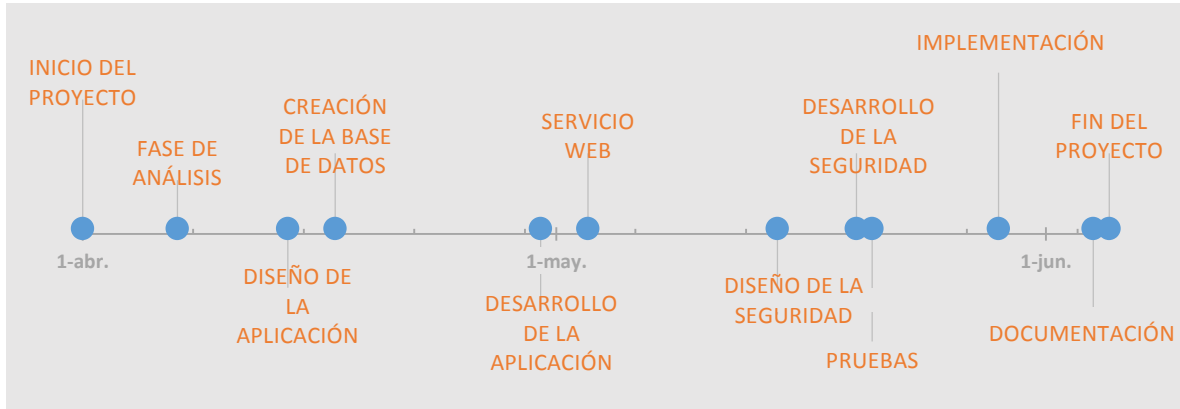 INICIO DEL
PROYECTO
FASE DE
ANÁLISIS
DISEÑO DE
LA
APLICACIÓN
CREACIÓN
DE LA BASE
DE DATOS
DESARROLLO
DE LA
APLICACIÓN
SERVICIO
WEB
DISEÑO DE LA
SEGURIDAD
DESARROLLO
DE LA
SEGURIDAD
PRUEBAS
IMPLEMENTACIÓN
DOCUMENTACIÓN
FIN DEL
PROYECTO
1-abr.
1-may.
1-jun.